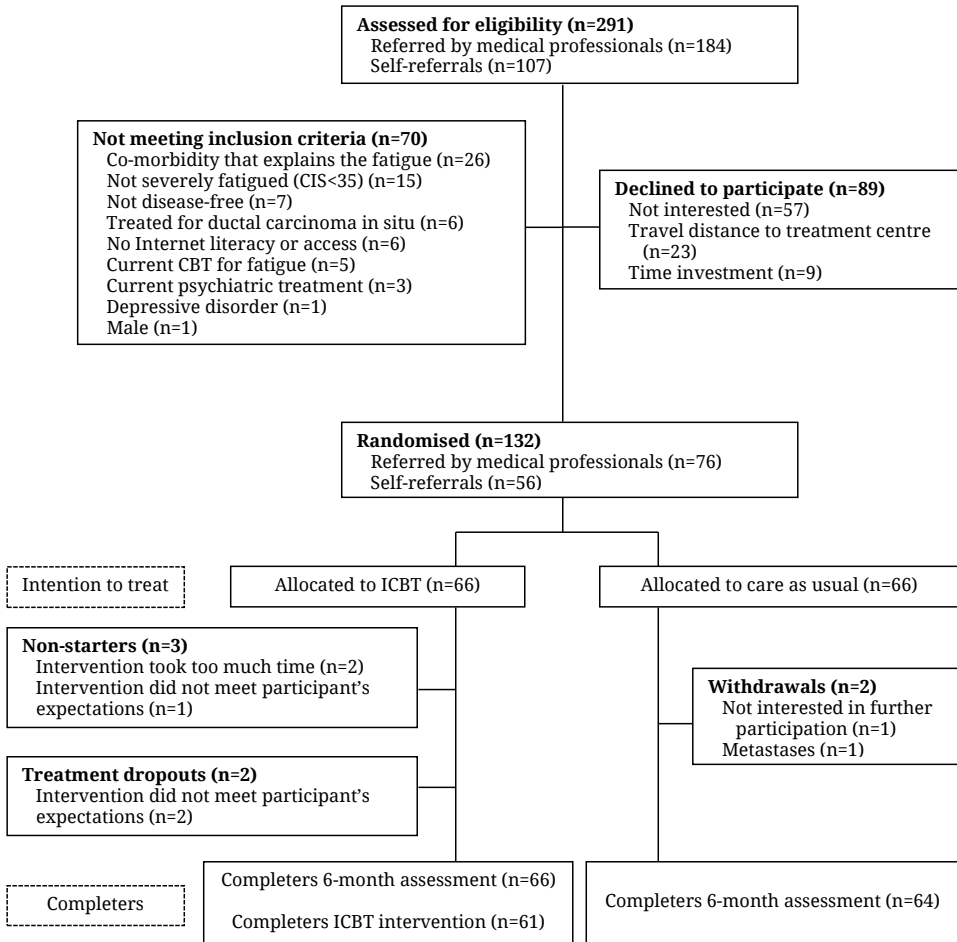 Assessed for eligibility (n=291)
Referred by medical professionals (n=184)
Self-referrals (n=107)
Not meeting inclusion criteria (n=70)
Co-morbidity that explains the fatigue (n=26)
Not severely fatigued (CIS<35) (n=15)
Not disease-free (n=7)
Treated for ductal carcinoma in situ (n=6)
No Internet literacy or access (n=6)
Current CBT for fatigue (n=5)
Current psychiatric treatment (n=3)
Depressive disorder (n=1)
Male (n=1)
Declined to participate (n=89)
Not interested (n=57)
Travel distance to treatment centre
(n=23)
Time investment (n=9)
Randomised (n=132)
Referred by medical professionals (n=76)
Self-referrals (n=56)
Intention to treat
Allocated to ICBT (n=66)
Allocated to care as usual (n=66)
Non-starters (n=3)
Intervention took too much time (n=2)
Intervention did not meet participant's
expectations (n=1)
Withdrawals (n=2)
Not interested in further
participation (n=1)
Metastases (n=1)
Treatment dropouts (n=2)
Intervention did not meet participant's
expectations (n=2)
Completers
Completers 6-month assessment (n=66)
Completers ICBT intervention (n=61)
Completers 6-month assessment (n=64)